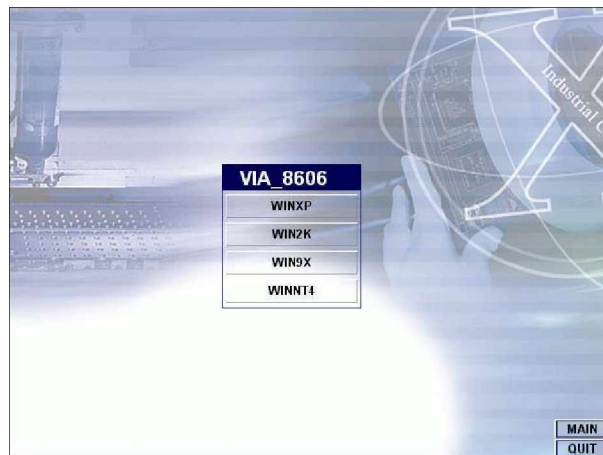 Industrial C
VIA_8606
WINXP
WIN2K
WIN9X
WINNT4
MAIN
QUIT